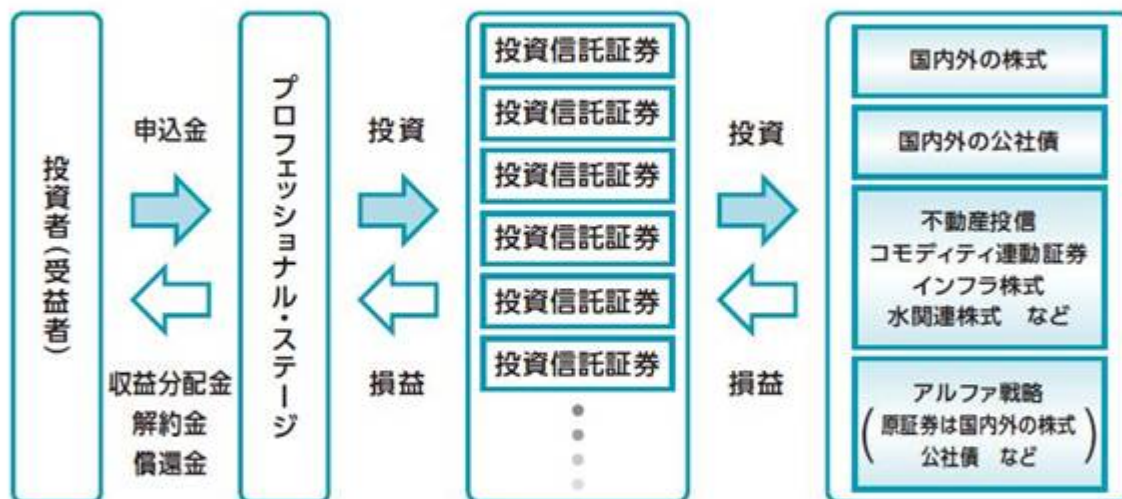 投資者(受益者)
申込金
収益分配金
解約金
償還金
プロフェッショナル・ステージ
投資
損益
投資信託証券
投資信託証券
投資信託証券
投資信託証券
投資信託証券
投資信託証券
投資
損益
国内外の株式
国内外の公社債
不動産投信
コモディティ連動証券
インフラ株式
水関連株式　など
アルファ戦略
(原証券は国内外の株式
公社債　など)